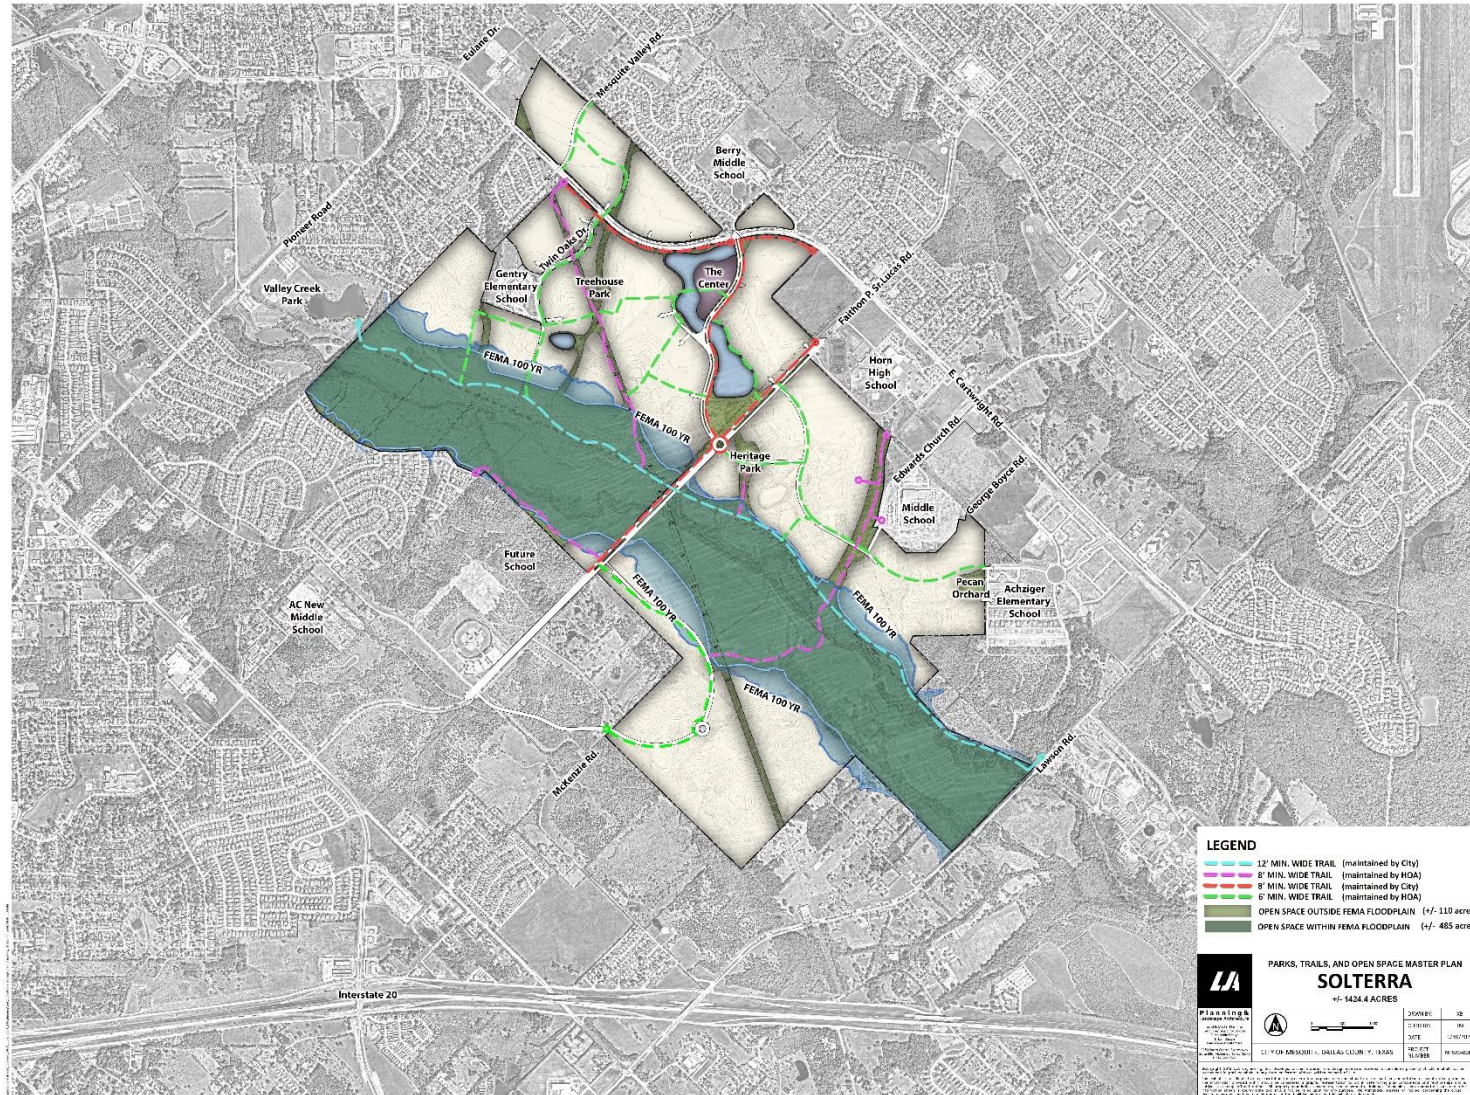 Eulane Dr.
Mesquite Valley Rd.
Berry
Middle
School
Pioneer Road
Twin Oaks Dr.
Gentry
Elementary
School
Treehouse
Park
The
Center
Valley Creek
Park
Faithon P. Sr. Lucas Rd.
FEMA 100 YR
Horn
High
School
E. Cartwright Rd.
FEMA 100 YR
Edwards Church Rd.
Heritage
Park
George Boyce Rd.
Middle
School
Future
School
FEMA 100 YR
FEMA 100 YR
Pecan
Orchard
Achziger
Elementary
School
AC New
Middle
School
FEMA 100 YR
McKenzie Rd.
Lawson Rd.
Interstate 20
LEGEND
12' MIN. WIDE TRAIL (maintained by City)
8' MIN. WIDE TRAIL (maintained by HOA)
8' MIN. WIDE TRAIL (maintained by City)
6' MIN. WIDE TRAIL (maintained by HOA)
OPEN SPACE OUTSIDE FEMA FLOODPLAIN (+/- 110 acre
OPEN SPACE WITHIN FEMA FLOODPLAIN (+/- 485 acre
LJA
Planning &
Landscape Architecture
PARKS, TRAILS, AND OPEN SPACE MASTER PLAN
SOLTERRA
+/- 1424.4 ACRES
N
DRAWN BY:
DATE
CITY OF MESQUITE, DALLAS COUNTY, TEXAS
PROJECT
NUMBER